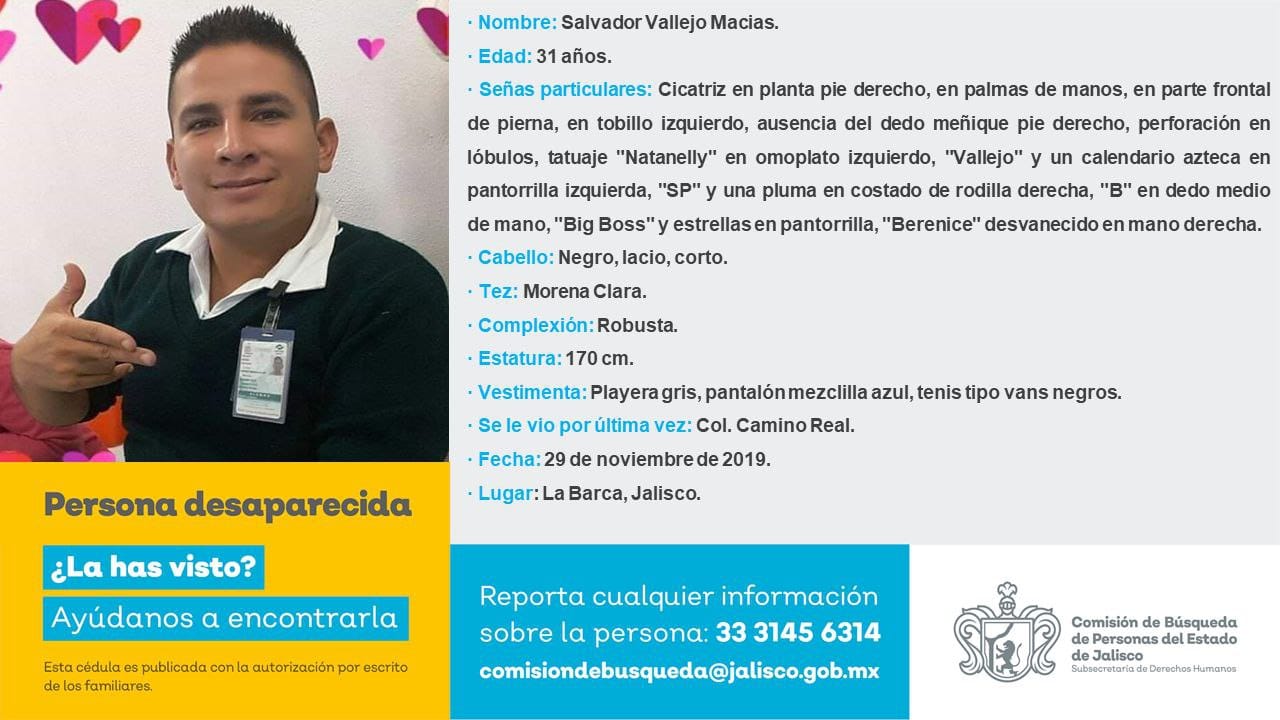 · Nombre: Salvador Vallejo Macias.
· Edad: 31 años.
· Señas particulares: Cicatriz en planta pie derecho, en palmas de manos, en parte frontal
de pierna, en tobillo izquierdo, ausencia del dedo meñique pie derecho, perforación en
lóbulos, tatuaje "Natanelly" en omoplato izquierdo, "Vallejo" y un calendario azteca en
pantorrilla izquierda, "SP" y una pluma en costado de rodilla derecha, "B" en dedo medio
de mano, "Big Boss" y estrellas en pantorrilla, "Berenice" desvanecido en mano derecha.
· Cabello: Negro, lacio, corto.
· Tez: Morena Clara.
· Complexión: Robusta.
· Estatura: 170 cm.
· Vestimenta: Playera gris, pantalón mezclilla azul, tenis tipo vans negros.
· Se le vio por última vez: Col. Camino Real.
· Fecha: 29 de noviembre de 2019.
· Lugar: La Barca, Jalisco.
Persona desaparecida
¿La has visto?
Ayúdanos a encontrarla
Esta cédula es publicada con la autorización por escrito
de los familiares.
Reporta cualquier información
sobre la persona: 33 3145 6314
comisiondebusqueda@jalisco.gob.mx
Comisión de Búsqueda
de Personas del Estado
de Jalisco
Subsecretaría de Derechos Humanos